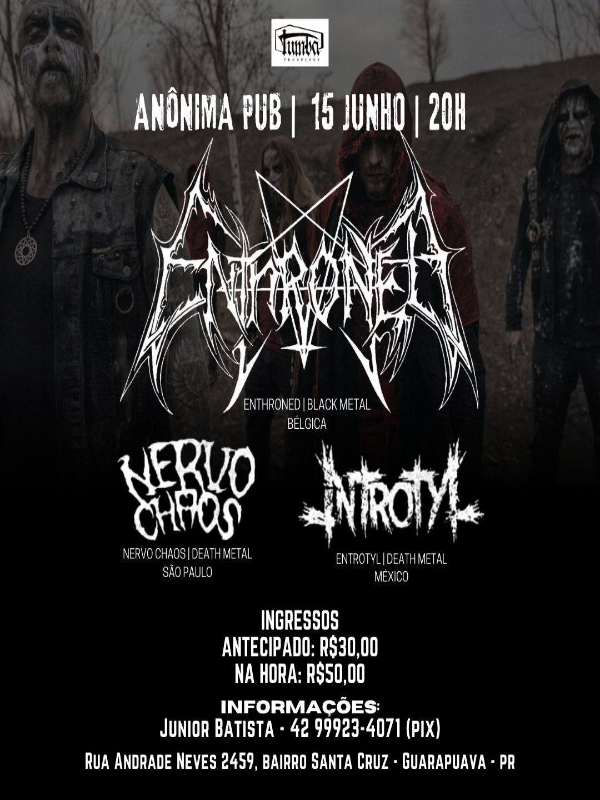 Tumba
PRODUÇÕES
ANÔNIMA PUB | 15 JUNHO | 20H
ENTHRONED
ENTHRONED | BLACK METAL
BÉLGICA
NERVO
CHAOS
INTROTYL
NERVO CHAOS | DEATH METAL
SÃO PAULO
ENTROTYL | DEATH METAL
MÉXICO
INGRESSOS
ANTECIPADO: R$30,00
NA HORA: R$50,00
INFORMAÇÕES:
JUNIOR BATISTA - 42 99923-4071 (PIX)
RUA ANDRADE NEVES 2459, BAIRRO SANTA CRUZ - GUARAPUAVA - PR